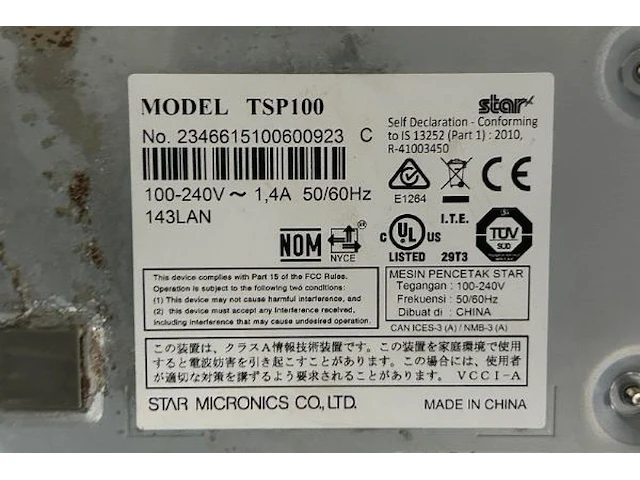 MODEL TSP100
star
No. 2346615100600923 C
Self Declaration - Conforming
to IS 13252 (Part 1) : 2010,
R-41003450
E1264
100-240V ~ 1,4A 50/60Hz
143LAN
NOM
NYCE
C UL US
LISTED
I.T.E.
29T3
TÜV
SÜD
This device complies with Part 15 of the FCC Rules.
Operation is subject to the following two conditions:
(1) This device may not cause harmful interference, and
(2) this device must accept any interference received,
including interference that may cause undesired operation.
MESIN PENCETAK STAR
Tegangan : 100-240V
Frekuensi : 50/60Hz
Dibuat di : CHINA
CAN ICES-3 (A) / NMB-3 (A)
この装置は、クラスA情報技術装置です。この装置を家庭環境で使用
すると電波妨害を引き起こすことがあります。この場合には、使用者
が適切な対策を講ずるよう要求されることがあります。 VCCI-A
STAR MICRONICS CO., LTD.
MADE IN CHINA